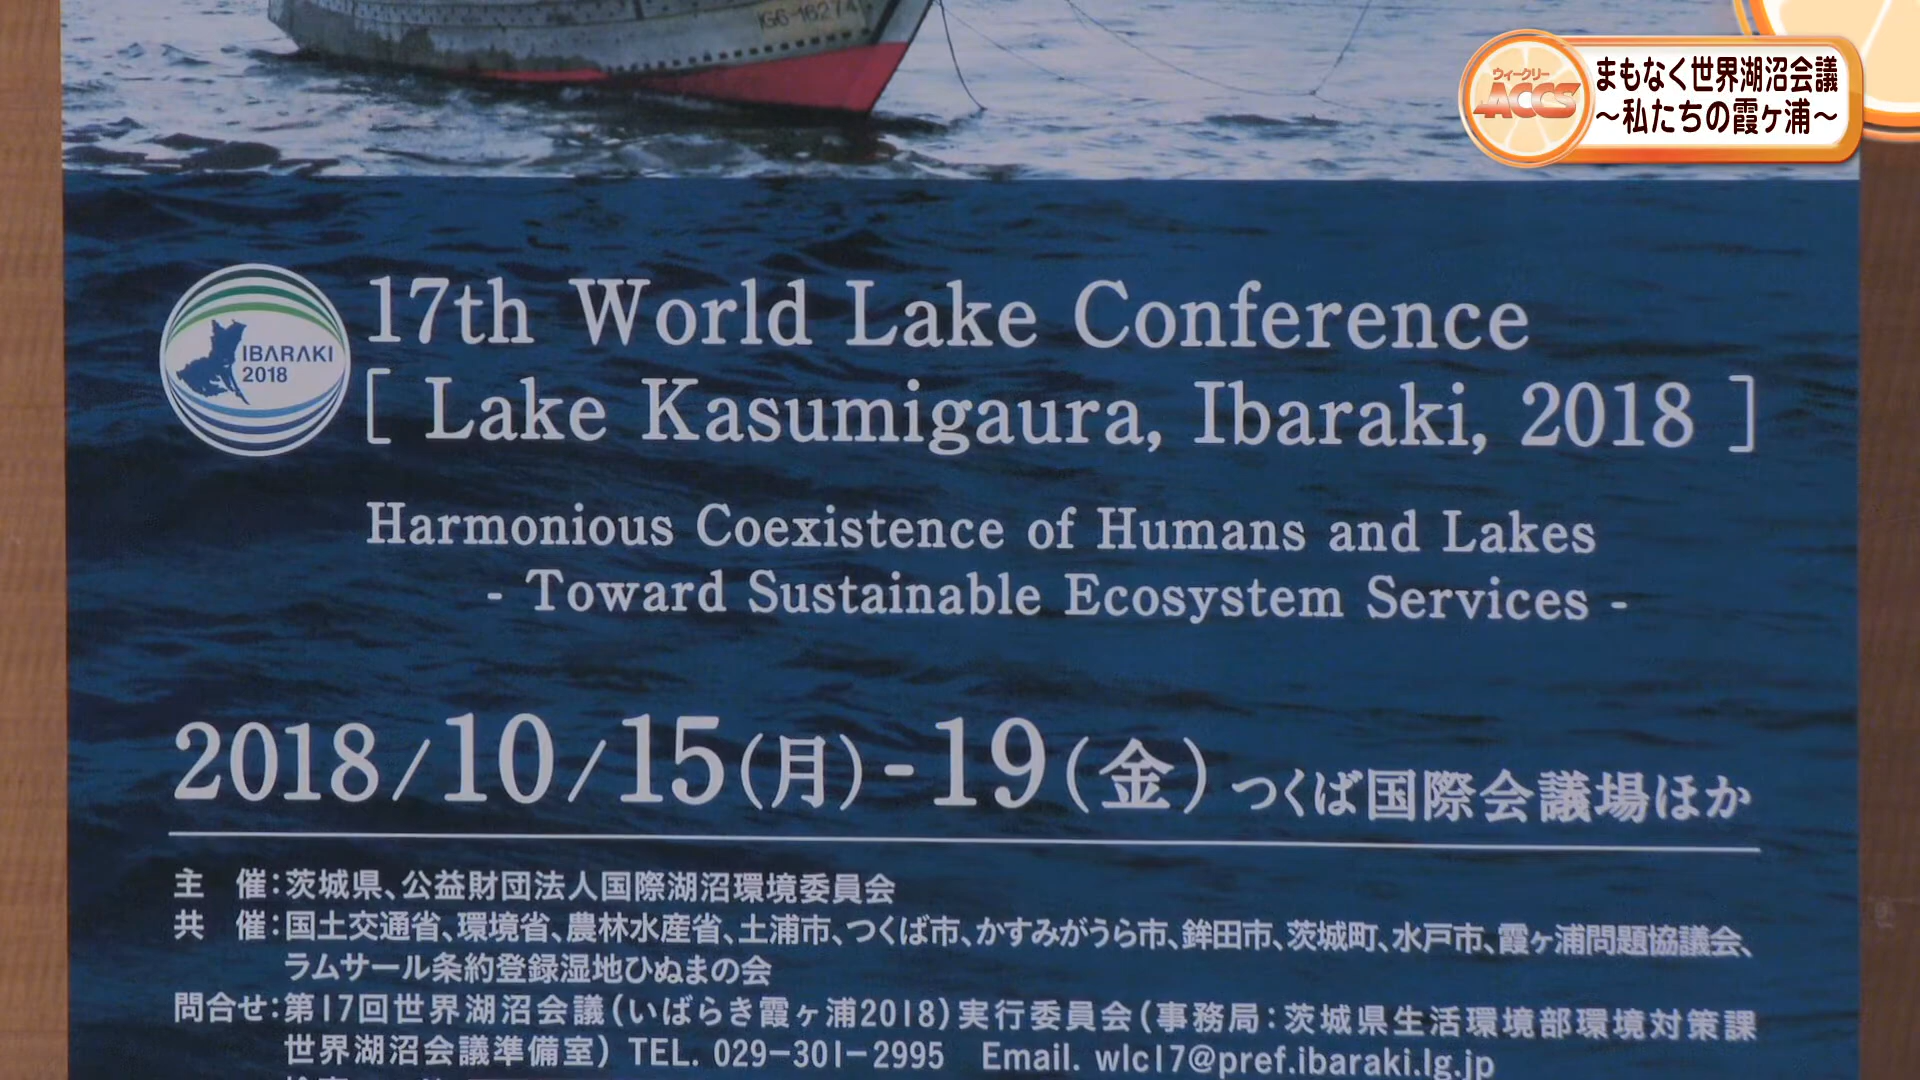 IG6-16274
ウィークリー
ACCS
まもなく世界湖沼会議
～私たちの霞ヶ浦～
17th World Lake Conference
IBARAKI
2018
[ Lake Kasumigaura, Ibaraki, 2018 ]
Harmonious Coexistence of Humans and Lakes
- Toward Sustainable Ecosystem Services -
2018/10/15(月)-19(金)つくば国際会議場ほか
主　催:茨城県、公益財団法人国際湖沼環境委員会
共　催:国土交通省、環境省、農林水産省、土浦市、つくば市、かすみがうら市、鉾田市、茨城町、水戸市、霞ヶ浦問題協議会、
ラムサール条約登録湿地ひぬまの会
問合せ:第17回世界湖沼会議(いばらき霞ヶ浦2018)実行委員会(事務局:茨城県生活環境部環境対策課
世界湖沼会議準備室) TEL. 029-301-2995　Email. wlc17@pref.ibaraki.lg.jp